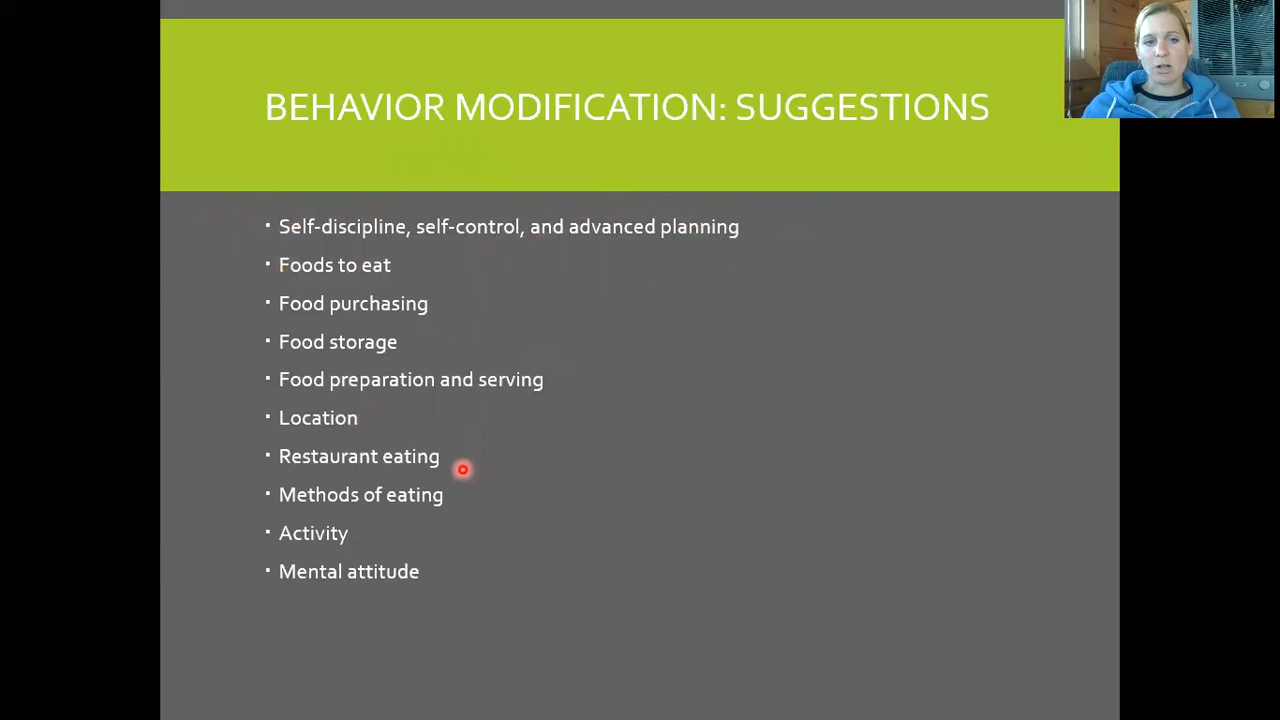 BEHAVIOR MODIFICATION: SUGGESTIONS
Self-discipline, self-control, and advanced planning
Foods to eat
Food purchasing
Food storage
Food preparation and serving
Location
Restaurant eating
Methods of eating
Activity
Mental attitude